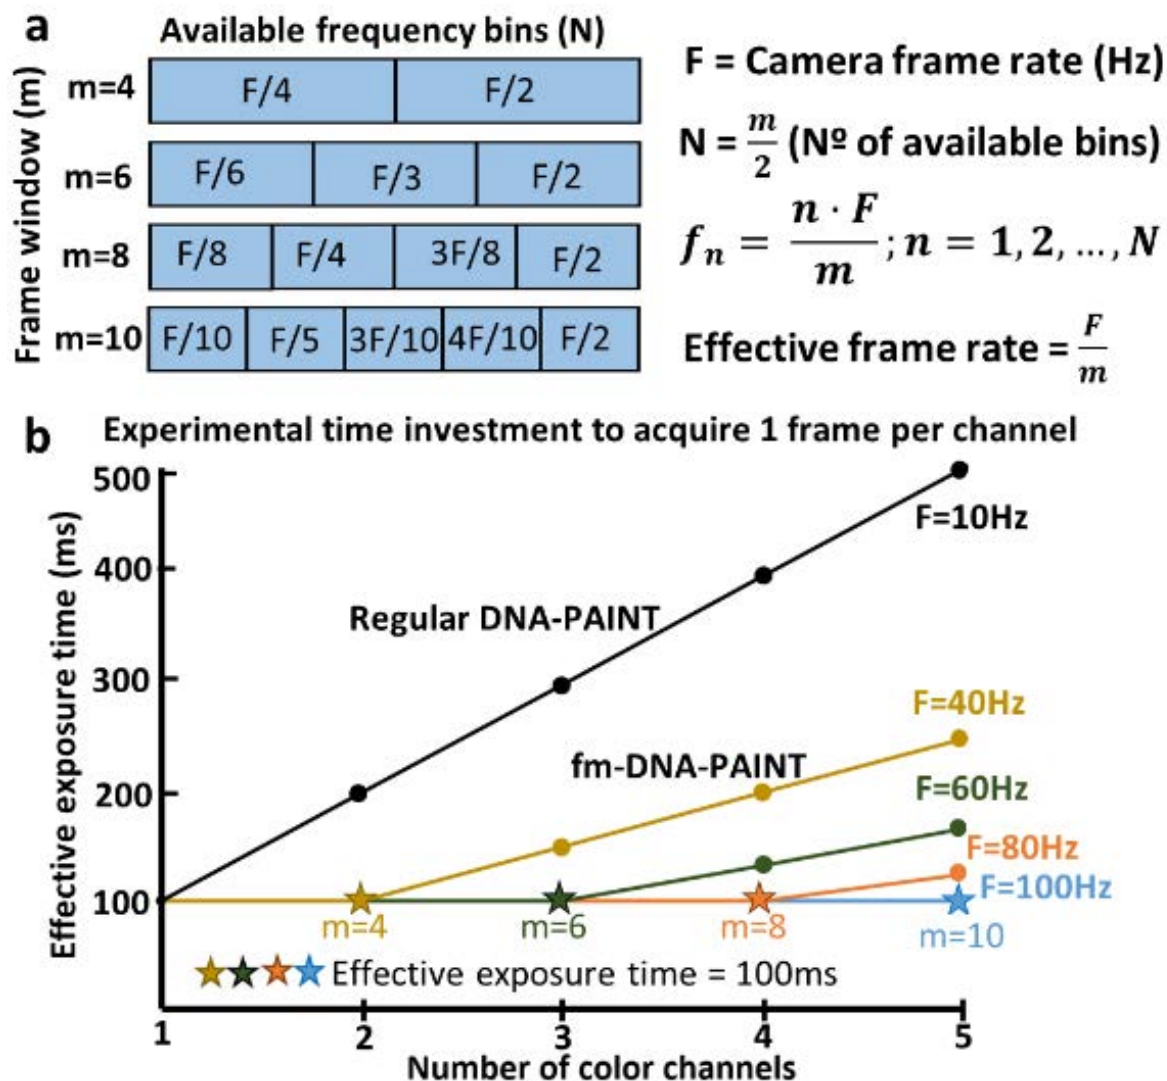 a
Available frequency bins (N)
Frame window (m)
m=4
F/4 F/2
m=6
F/6 F/3 F/2
m=8
F/8 F/4 3F/8 F/2
m=10
F/10 F/5 3F/10 4F/10 F/2
F = Camera frame rate (Hz)
N = m/2 (Nº of available bins)
fₙ = n · F / m ; n = 1, 2, ..., N
Effective frame rate = F/m
b
Experimental time investment to acquire 1 frame per channel
Effective exposure time (ms)
500
400
300
200
100
Regular DNA-PAINT
F=10Hz
fm-DNA-PAINT
F=40Hz
F=60Hz
F=80Hz
F=100Hz
m=4 m=6 m=8 m=10
Effective exposure time = 100ms
1 2 3 4 5
Number of color channels